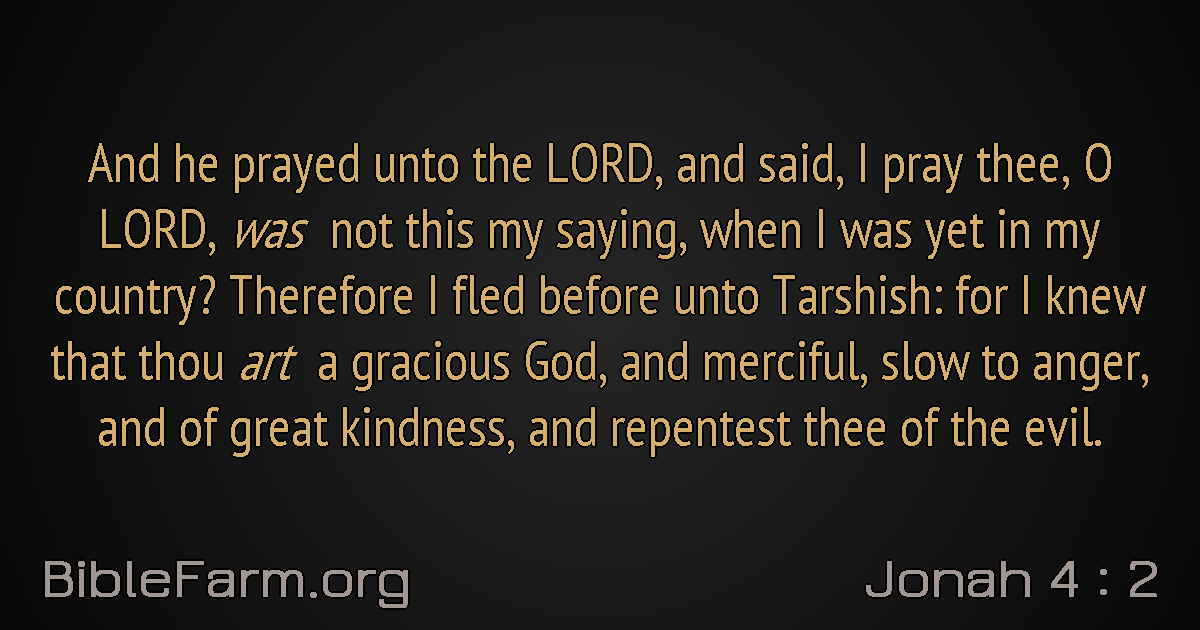 And he prayed unto the LORD, and said, I pray thee, O
LORD, was not this my saying, when I was yet in my
country? Therefore I fled before unto Tarshish: for I knew
that thou art a gracious God, and merciful, slow to anger,
and of great kindness, and repentest thee of the evil.
BibleFarm.org
Jonah 4 : 2